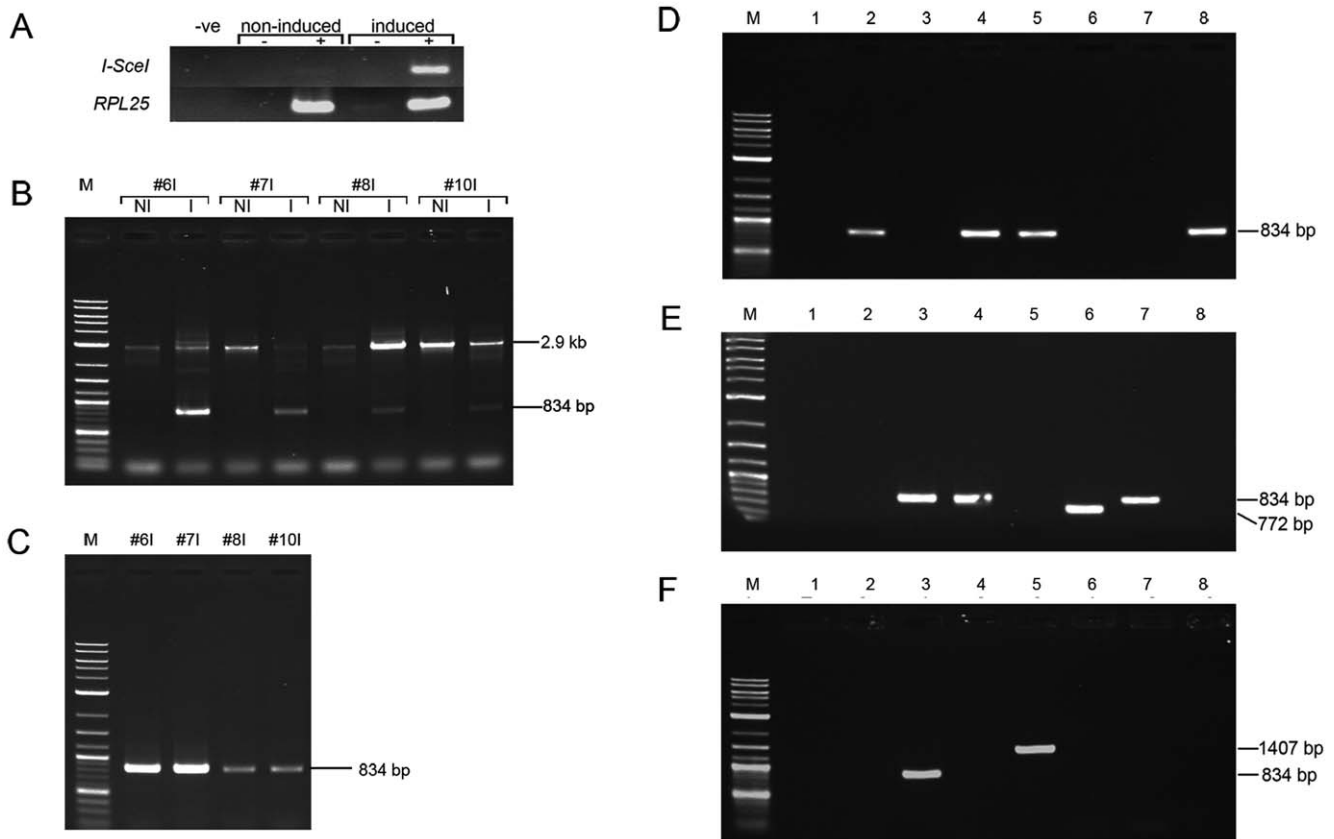 A
-ve non-induced induced
- + - +
I-SceI
RPL25
B
M #6I #7I #8I #10I
NI I NI I NI I NI I
2.9 kb
834 bp
C
M #6I #7I #8I #10I
834 bp
D
M 1 2 3 4 5 6 7 8
834 bp
E
M 1 2 3 4 5 6 7 8
834 bp
772 bp
F
M 1 2 3 4 5 6 7 8
1407 bp
834 bp